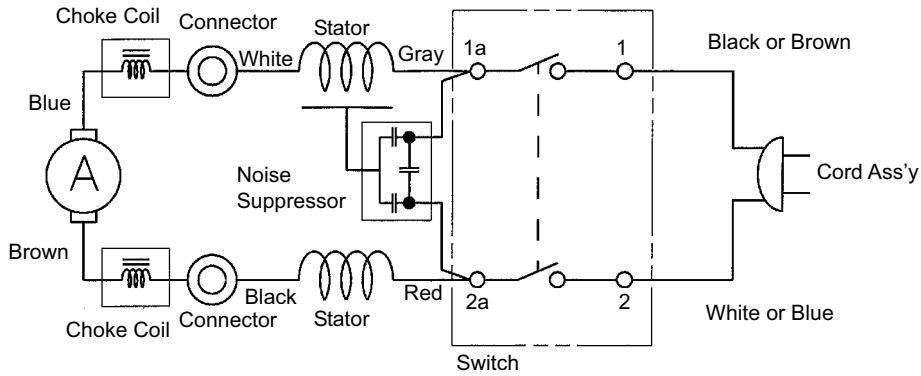 Choke Coil
Connector
Stator
White
Gray
1a
1
Black or Brown
Blue
A
Noise
Suppressor
Cord Ass'y
Brown
Black
Red
2a
2
White or Blue
Choke Coil
Connector
Stator
Switch